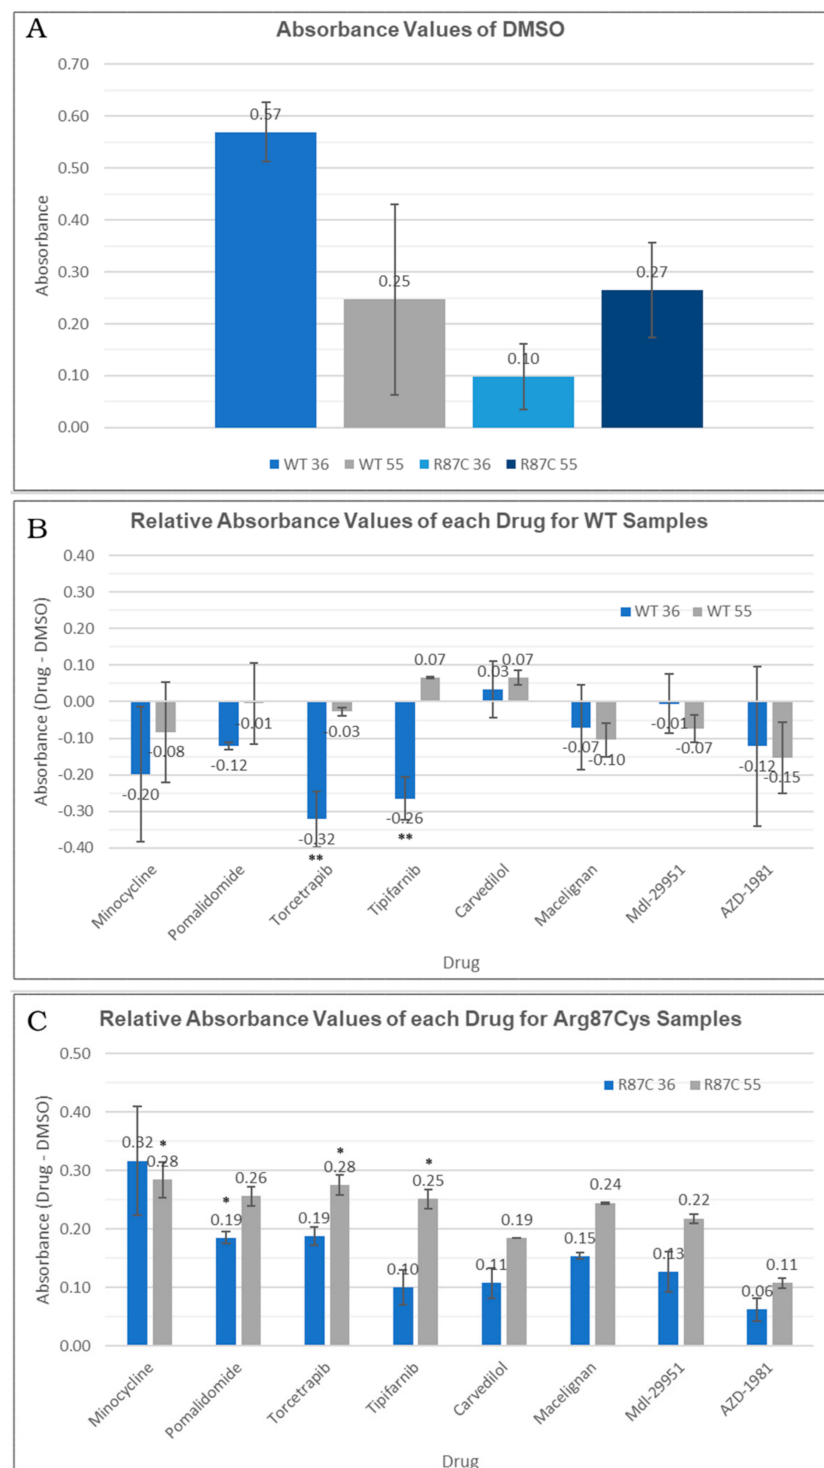 A
Absorbance Values of DMSO
0.70
0.60
0.50
0.40
0.30
0.20
0.10
0.00
Abosorbance
0.57
0.25
0.10
0.27
WT 36 WT 55 R87C 36 R87C 55
B
Relative Absorbance Values of each Drug for WT Samples
0.40
0.30
0.20
0.10
0.00
-0.10
-0.20
-0.30
-0.40
Absorbance (Drug - DMSO)
WT 36 WT 55
-0.20
-0.08
-0.12
-0.01
-0.32
**
-0.03
-0.26
**
0.07
0.03
0.07
-0.07
-0.10
-0.01
-0.07
-0.12
-0.15
Minocycline
Pomalidomide
Torcetrapib
Tipifarnib
Carvedilol
Macelignan
Mdl-29951
AZD-1981
Drug
C
Relative Absorbance Values of each Drug for Arg87Cys Samples
0.50
0.40
0.30
0.20
0.10
0.00
Absorbance (Drug - DMSO)
R87C 36 R87C 55
0.32
*
0.28
*
0.19
0.26
0.19
*
0.28
0.10
*
0.25
0.11
0.19
0.15
0.24
0.13
0.22
0.06
0.11
Minocycline
Pomalidomide
Torcetrapib
Tipifarnib
Carvedilol
Macelignan
Mdl-29951
AZD-1981
Drug